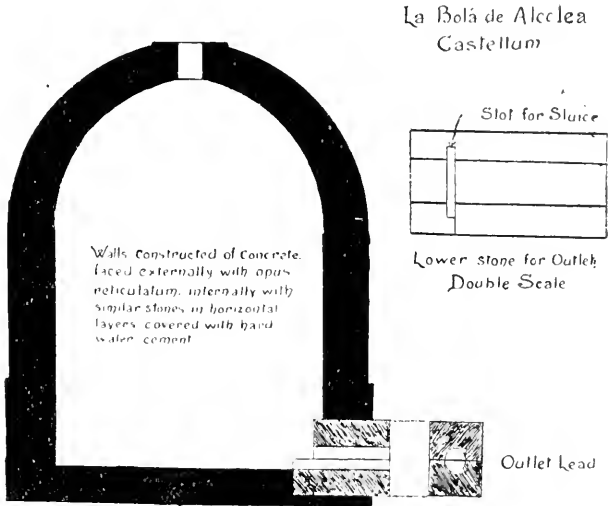 La Bolá de Alcclea
Castellum
Slot for Sluice
Lower stone for Outlet
Double Scale
Walls constructed of Concrete.
faced externally with opus
reticulatum. internally with
similar stones in horizontal
layers covered with hard
water cement
Outlet Lead